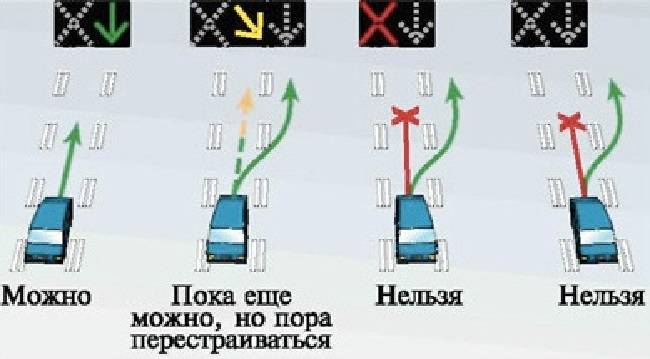 Можно
Пока еще
можно, но пора
перестраиваться
Нельзя
Нельзя